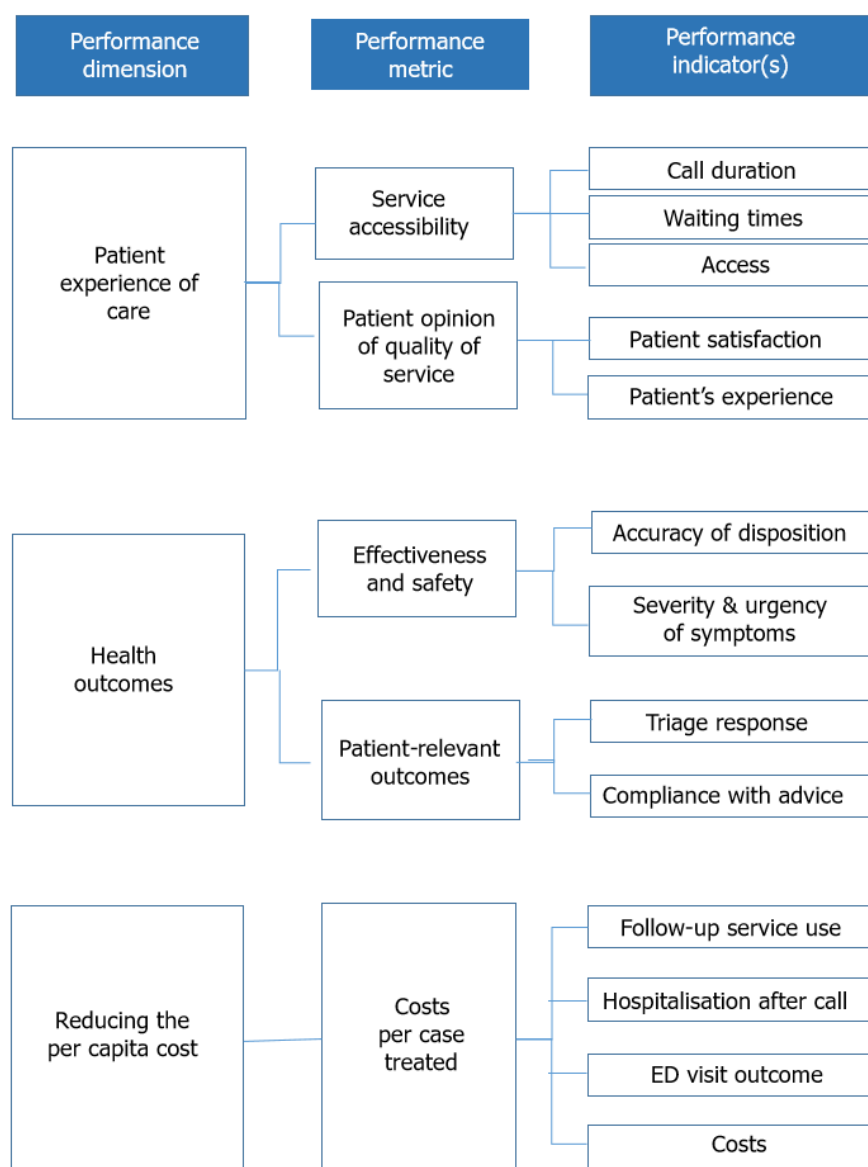 Performance
dimension
Performance
metric
Performance
indicator(s)
Patient
experience of
care
Service
accessibility
Call duration
Waiting times
Access
Patient opinion
of quality of
service
Patient satisfaction
Patient’s experience
Health
outcomes
Effectiveness
and safety
Accuracy of disposition
Severity & urgency
of symptoms
Patient-relevant
outcomes
Triage response
Compliance with advice
Reducing the
per capita cost
Costs
per case
treated
Follow-up service use
Hospitalisation after call
ED visit outcome
Costs